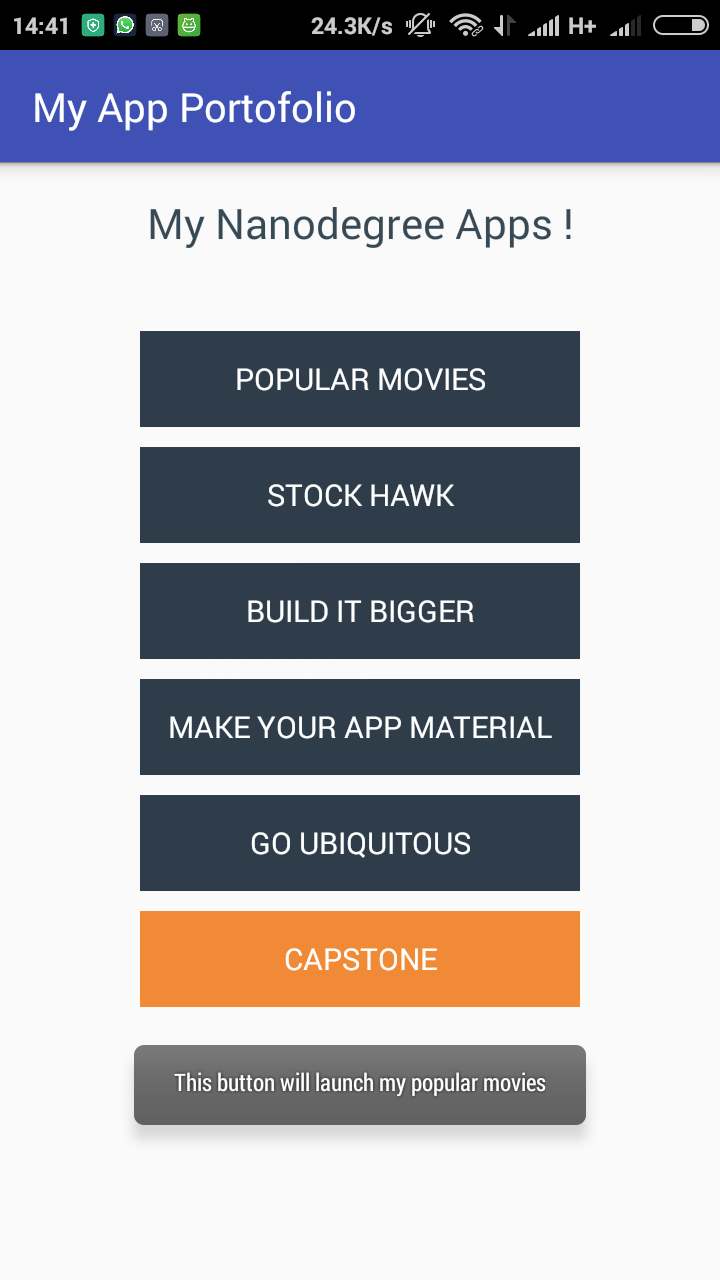 14:41 24.3K/s H+
My App Portofolio
My Nanodegree Apps !
POPULAR MOVIES
STOCK HAWK
BUILD IT BIGGER
MAKE YOUR APP MATERIAL
GO UBIQUITOUS
CAPSTONE
This button will launch my popular movies